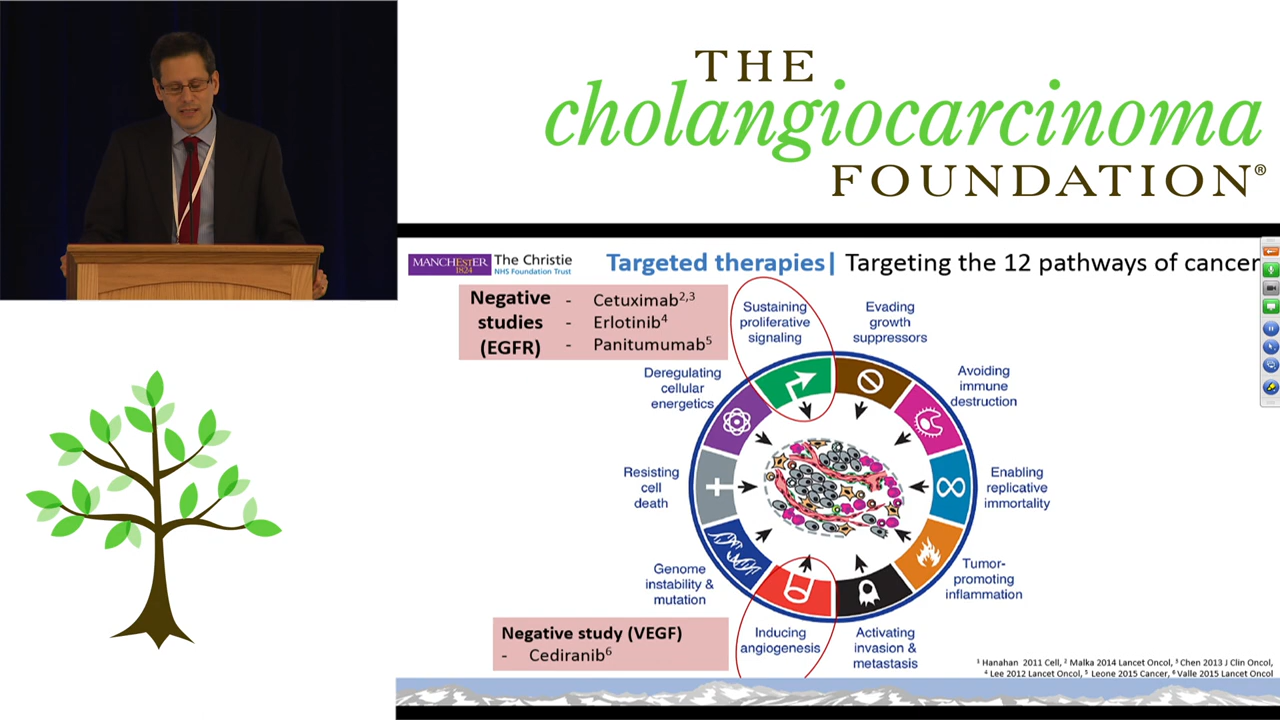 THE
cholangiocarcinoma
FOUNDATION®
MANCHESTER
1824
The Christie
NHS Foundation Trust
Targeted therapies| Targeting the 12 pathways of cancer
Negative
studies
(EGFR)
- Cetuximab2,3
- Erlotinib4
- Panitumumab5
Sustaining
proliferative
signaling
Evading
growth
suppressors
Deregulating
cellular
energetics
Avoiding
immune
destruction
Resisting
cell
death
Enabling
replicative
immortality
Genome
instability &
mutation
Tumor-
promoting
inflammation
Inducing
angiogenesis
Activating
invasion &
metastasis
Negative study (VEGF)
- Cediranib6
1 Hanahan 2011 Cell, 2 Malka 2014 Lancet Oncol, 3 Chen 2013 J Clin Oncol,
4 Lee 2012 Lancet Oncol, 5 Leone 2015 Cancer, 6 Valle 2015 Lancet Oncol